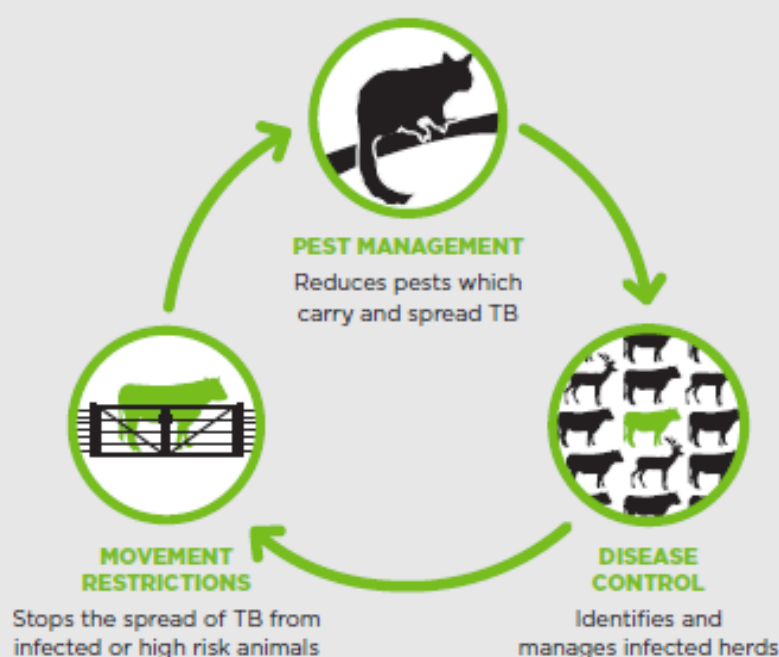 PEST MANAGEMENT
Reduces pests which
carry and spread TB
MOVEMENT
RESTRICTIONS
Stops the spread of TB from
infected or high risk animals
DISEASE
CONTROL
Identifies and
manages infected herds